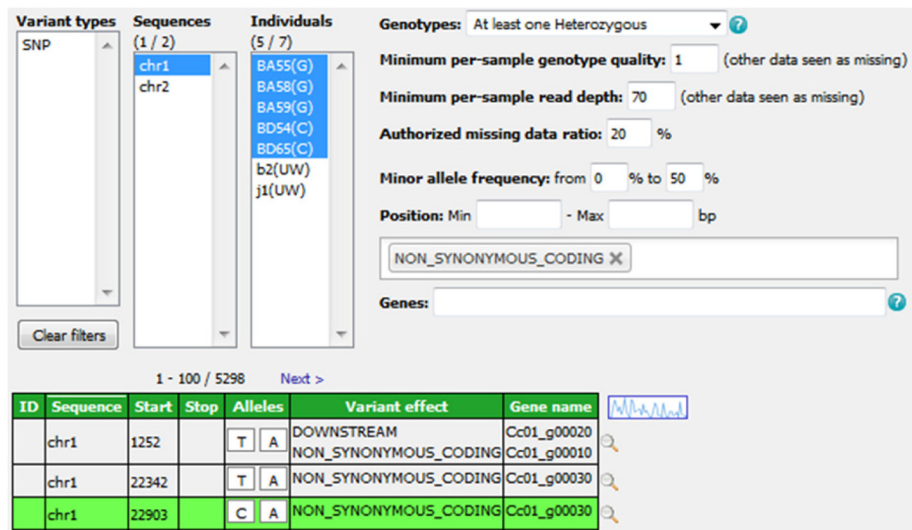 Variant types
SNP
Clear filters
Sequences
(1 / 2)
chr1
chr2
Individuals
(5 / 7)
BA55(G)
BA58(G)
BA59(G)
BD54(C)
BD65(C)
b2(UW)
j1(UW)
Genotypes: At least one Heterozygous ?
Minimum per-sample genotype quality: 1 (other data seen as missing)
Minimum per-sample read depth: 70 (other data seen as missing)
Authorized missing data ratio: 20 %
Minor allele frequency: from 0 % to 50 %
Position: Min - Max bp
NON_SYNONYMOUS_CODING
Genes: ?
1 - 100 / 5298 Next >
ID Sequence Start Stop Alleles Variant effect Gene name
chr1 1252 T A DOWNSTREAM Cc01_g00020
NON_SYNONYMOUS_CODING Cc01_g00010
chr1 22342 T A NON_SYNONYMOUS_CODING Cc01_g00030
chr1 22903 C A NON_SYNONYMOUS_CODING Cc01_g00030